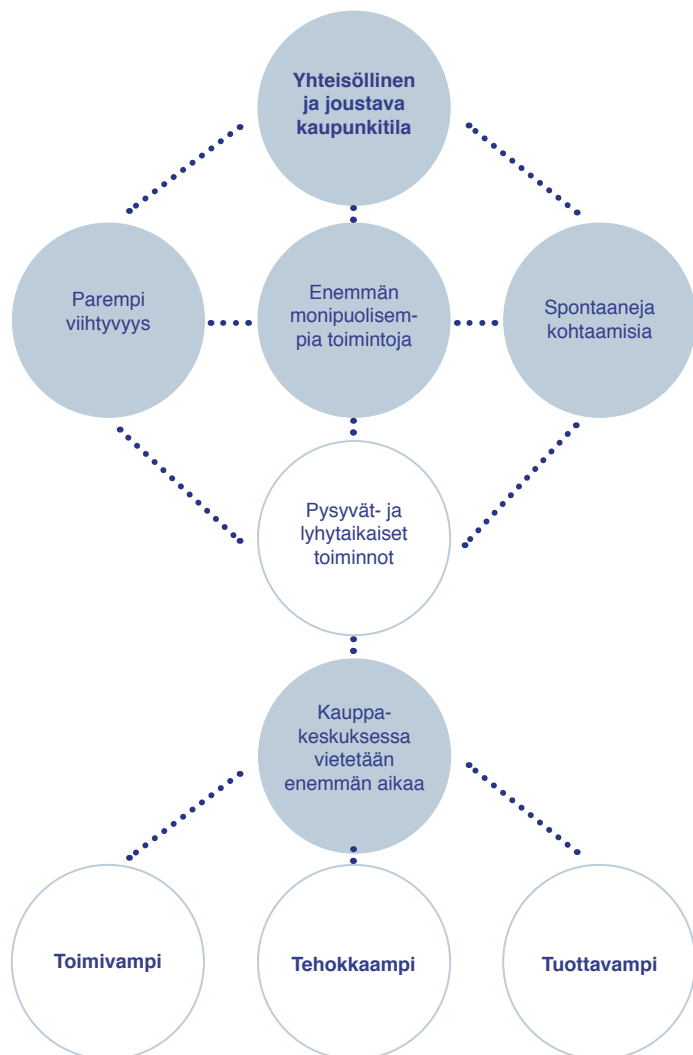 Yhteisöllinen
ja joustava
kaupunkitila
Parempi
viihtyvyys
Enemmän
monipuolisem-
pia toimintoja
Spontaaneja
kohtaamisia
Pysyvät- ja
lyhytaikaiset
toiminnot
Kauppa-
keskuksessa
vietetään
enemmän aikaa
Toimivampi
Tehokkaampi
Tuottavampi